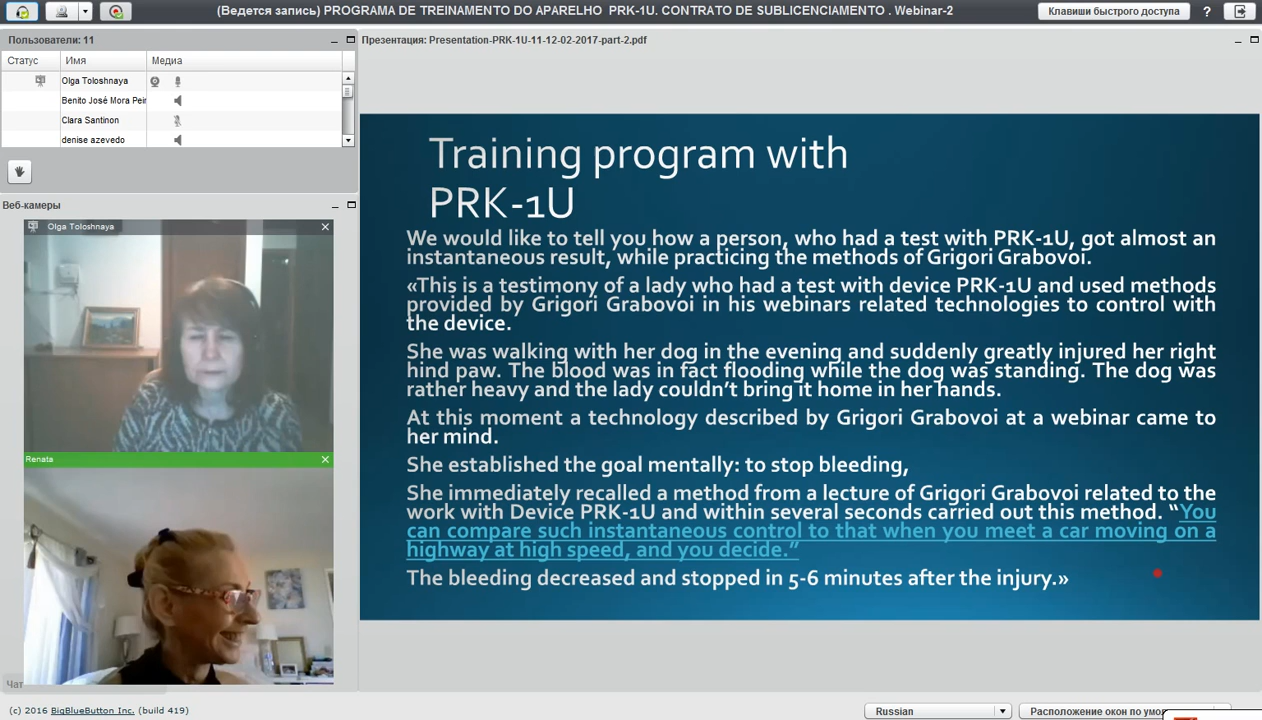 (Ведется запись) PROGRAMA DE TREINAMENTO DO APARELHO PRK-1U. CONTRATO DE SUBLICENCIAMENTO . Webinar-2
Клавиши быстрого доступа
?
Пользователи: 11
Статус Имя Медиа
Olga Toloshnaya
Benito José Mora Peir
Clara Santinon
denise azevedo
Веб-камеры
Olga Toloshnaya
Renata
Чат
Презентация: Presentation-PRK-1U-11-12-02-2017-part-2.pdf
Training program with
PRK-1U
We would like to tell you how a person, who had a test with PRK-1U, got almost an
instantaneous result, while practicing the methods of Grigori Grabovoi.
«This is a testimony of a lady who had a test with device PRK-1U and used methods
provided by Grigori Grabovoi in his webinars related technologies to control with
the device.
She was walking with her dog in the evening and suddenly greatly injured her right
hind paw. The blood was in fact flooding while the dog was standing. The dog was
rather heavy and the lady couldn't bring it home in her hands.
At this moment a technology described by Grigori Grabovoi at a webinar came to
her mind.
She established the goal mentally: to stop bleeding,
She immediately recalled a method from a lecture of Grigori Grabovoi related to the
work with Device PRK-1U and within several seconds carried out this method. “You
can compare such instantaneous control to that when you meet a car moving on a
highway at high speed, and you decide.”
The bleeding decreased and stopped in 5-6 minutes after the injury.»
(c) 2016 BigBlueButton Inc. (build 419)
Russian
Расположение окон по умол